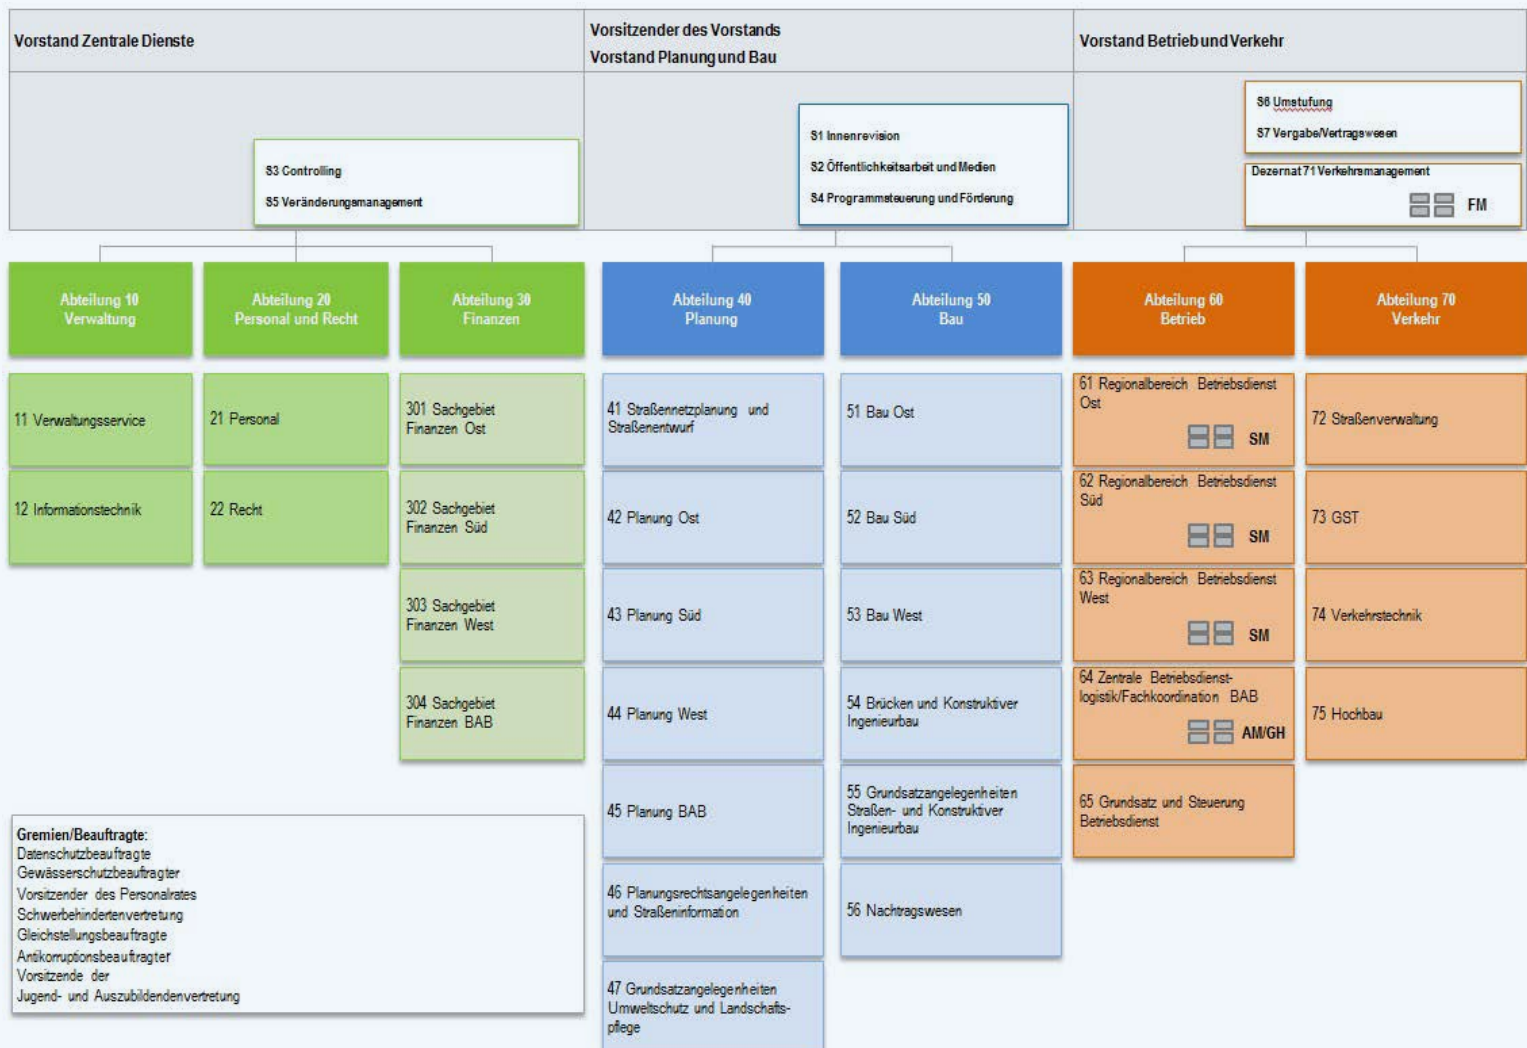 Vorstand Zentrale Dienste
Vorsitzender des Vorstands
Vorstand Planung und Bau
Vorstand Betrieb und Verkehr
S3 Controlling
S5 Veränderungsmanagement
S1 Innenrevision
S2 Öffentlichkeitsarbeit und Medien
S4 Programmsteuerung und Förderung
S6 Umstufung
S7 Vergabe/Vertragswesen
Dezernat 71 Verkehrsmanagement
FM
Abteilung 10
Verwaltung
Abteilung 20
Personal und Recht
Abteilung 30
Finanzen
Abteilung 40
Planung
Abteilung 50
Bau
Abteilung 60
Betrieb
Abteilung 70
Verkehr
11 Verwaltungsservice
12 Informationstechnik
21 Personal
22 Recht
301 Sachgebiet
Finanzen Ost
302 Sachgebiet
Finanzen Süd
303 Sachgebiet
Finanzen West
304 Sachgebiet
Finanzen BAB
41 Straßennetzplanung und
Straßenentwurf
42 Planung Ost
43 Planung Süd
44 Planung West
45 Planung BAB
46 Planungsrechtsangelegenheiten
und Straßeninformation
47 Grundsatzangelegenheiten
Umweltschutz und Landschafts-
pflege
51 Bau Ost
52 Bau Süd
53 Bau West
54 Brücken und Konstruktiver
Ingenieurbau
55 Grundsatzangelegenheiten
Straßen- und Konstruktiver
Ingenieurbau
56 Nachtragswesen
61 Regionalbereich Betriebsdienst
Ost
SM
62 Regionalbereich Betriebsdienst
Süd
SM
63 Regionalbereich Betriebsdienst
West
SM
64 Zentrale Betriebsdienst-
logistik/Fachkoordination BAB
AM/GH
65 Grundsatz und Steuerung
Betriebsdienst
72 Straßenverwaltung
73 GST
74 Verkehrstechnik
75 Hochbau
Gremien/Beauftragte:
Datenschutzbeauftragte
Gewässerschutzbeauftragter
Vorsitzender des Personalrates
Schwerbehindertenvertretung
Gleichstellungsbeauftragte
Antikorruptionsbeauftragter
Vorsitzende der
Jugend- und Auszubildendenvertretung